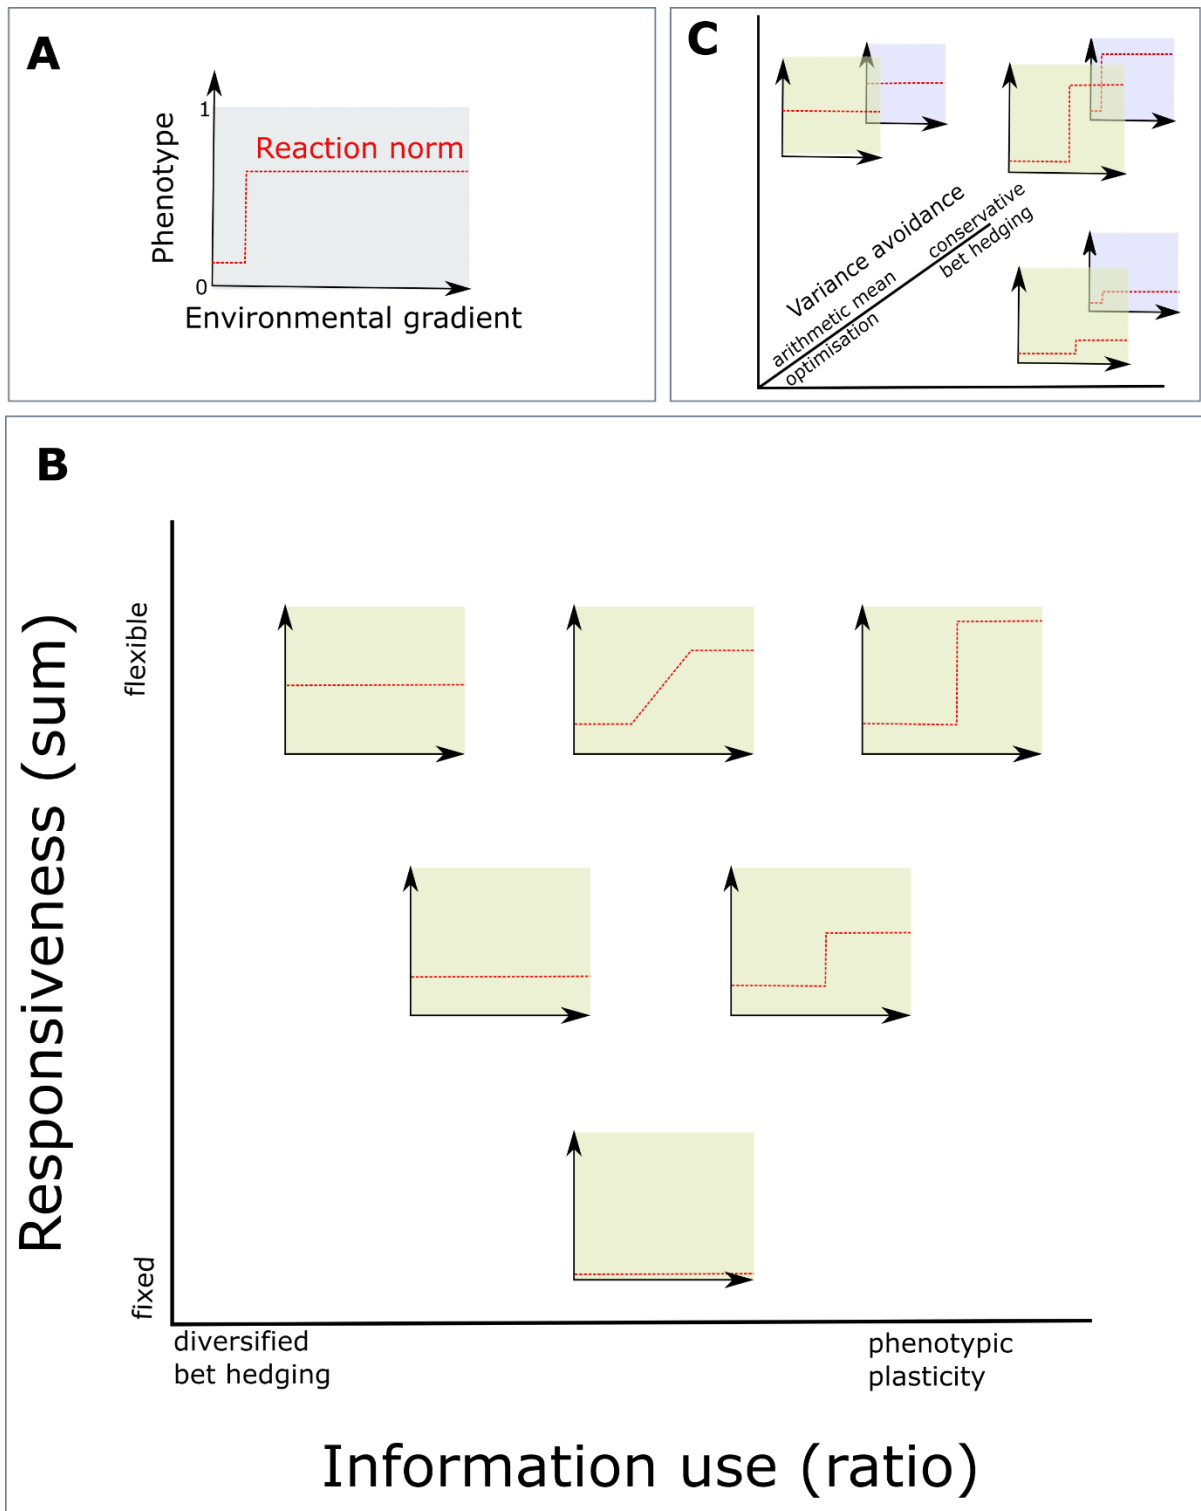 A
1
Phenotype
Reaction norm
0
Environmental gradient
C
Variance avoidance
arithmetic mean
optimisation
conservative
bet hedging
B
Responsiveness (sum)
flexible
fixed
diversified
bet hedging
phenotypic
plasticity
Information use (ratio)